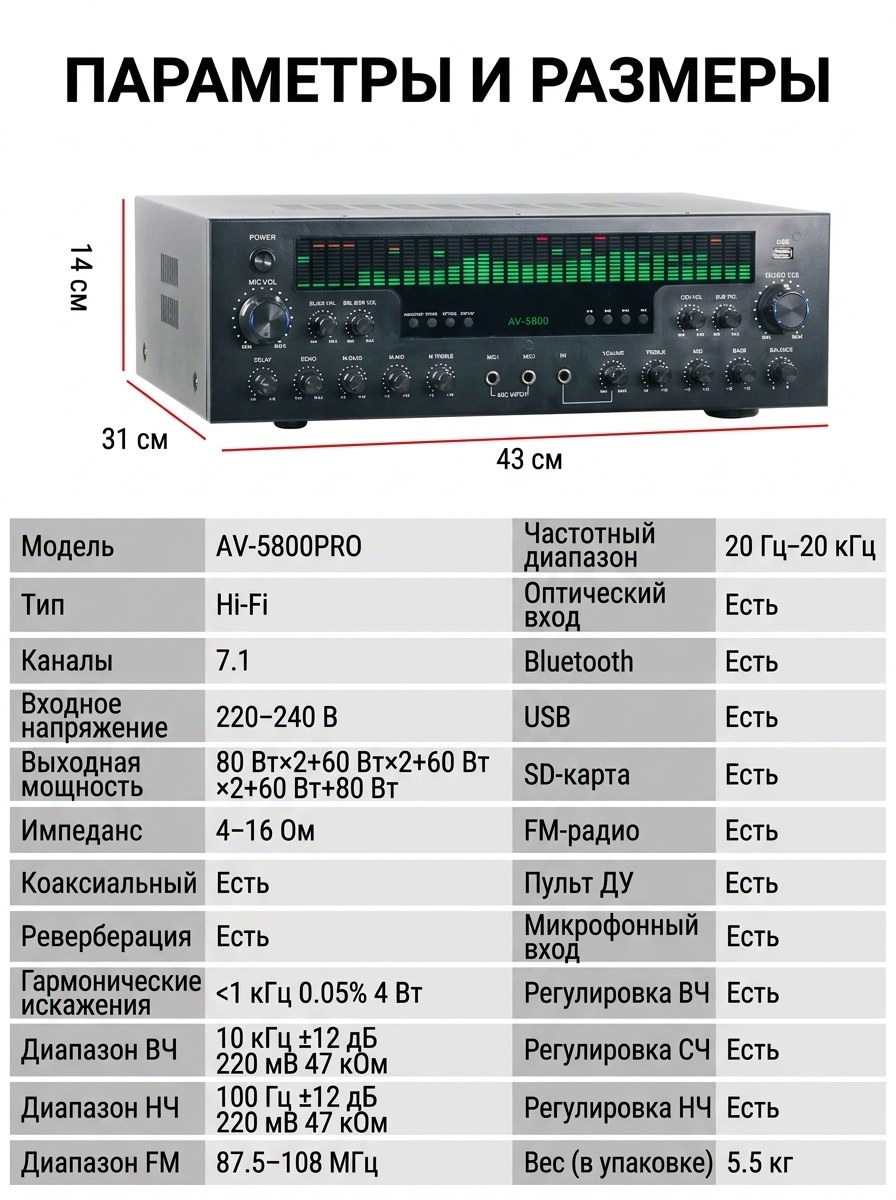 ПАРАМЕТРЫ И РАЗМЕРЫ
14 см
POWER
MIC VOL
DELAY
ECHO
AV-5800
BALANCE
31 см
43 см
Модель AV-5800PRO
Частотный
диапазон
20 Гц–20 кГц
Тип Hi-Fi
Оптический
вход
Есть
Каналы 7.1
Bluetooth Есть
Входное
напряжение
220–240 В
USB Есть
Выходная
мощность
80 Вт×2+60 Вт×2+60 Вт
×2+60 Вт+80 Вт
SD-карта Есть
Импеданс 4–16 Ом
FM-радио Есть
Коаксиальный Есть
Пульт ДУ Есть
Реверберация Есть
Микрофонный
вход
Есть
Гармонические
искажения
<1 кГц 0.05% 4 Вт
Регулировка ВЧ Есть
Диапазон ВЧ
10 кГц ±12 дБ
220 мВ 47 кОм
Регулировка СЧ Есть
Диапазон НЧ
100 Гц ±12 дБ
220 мВ 47 кОм
Регулировка НЧ Есть
Диапазон FM 87.5–108 МГц
Вес (в упаковке) 5.5 кг